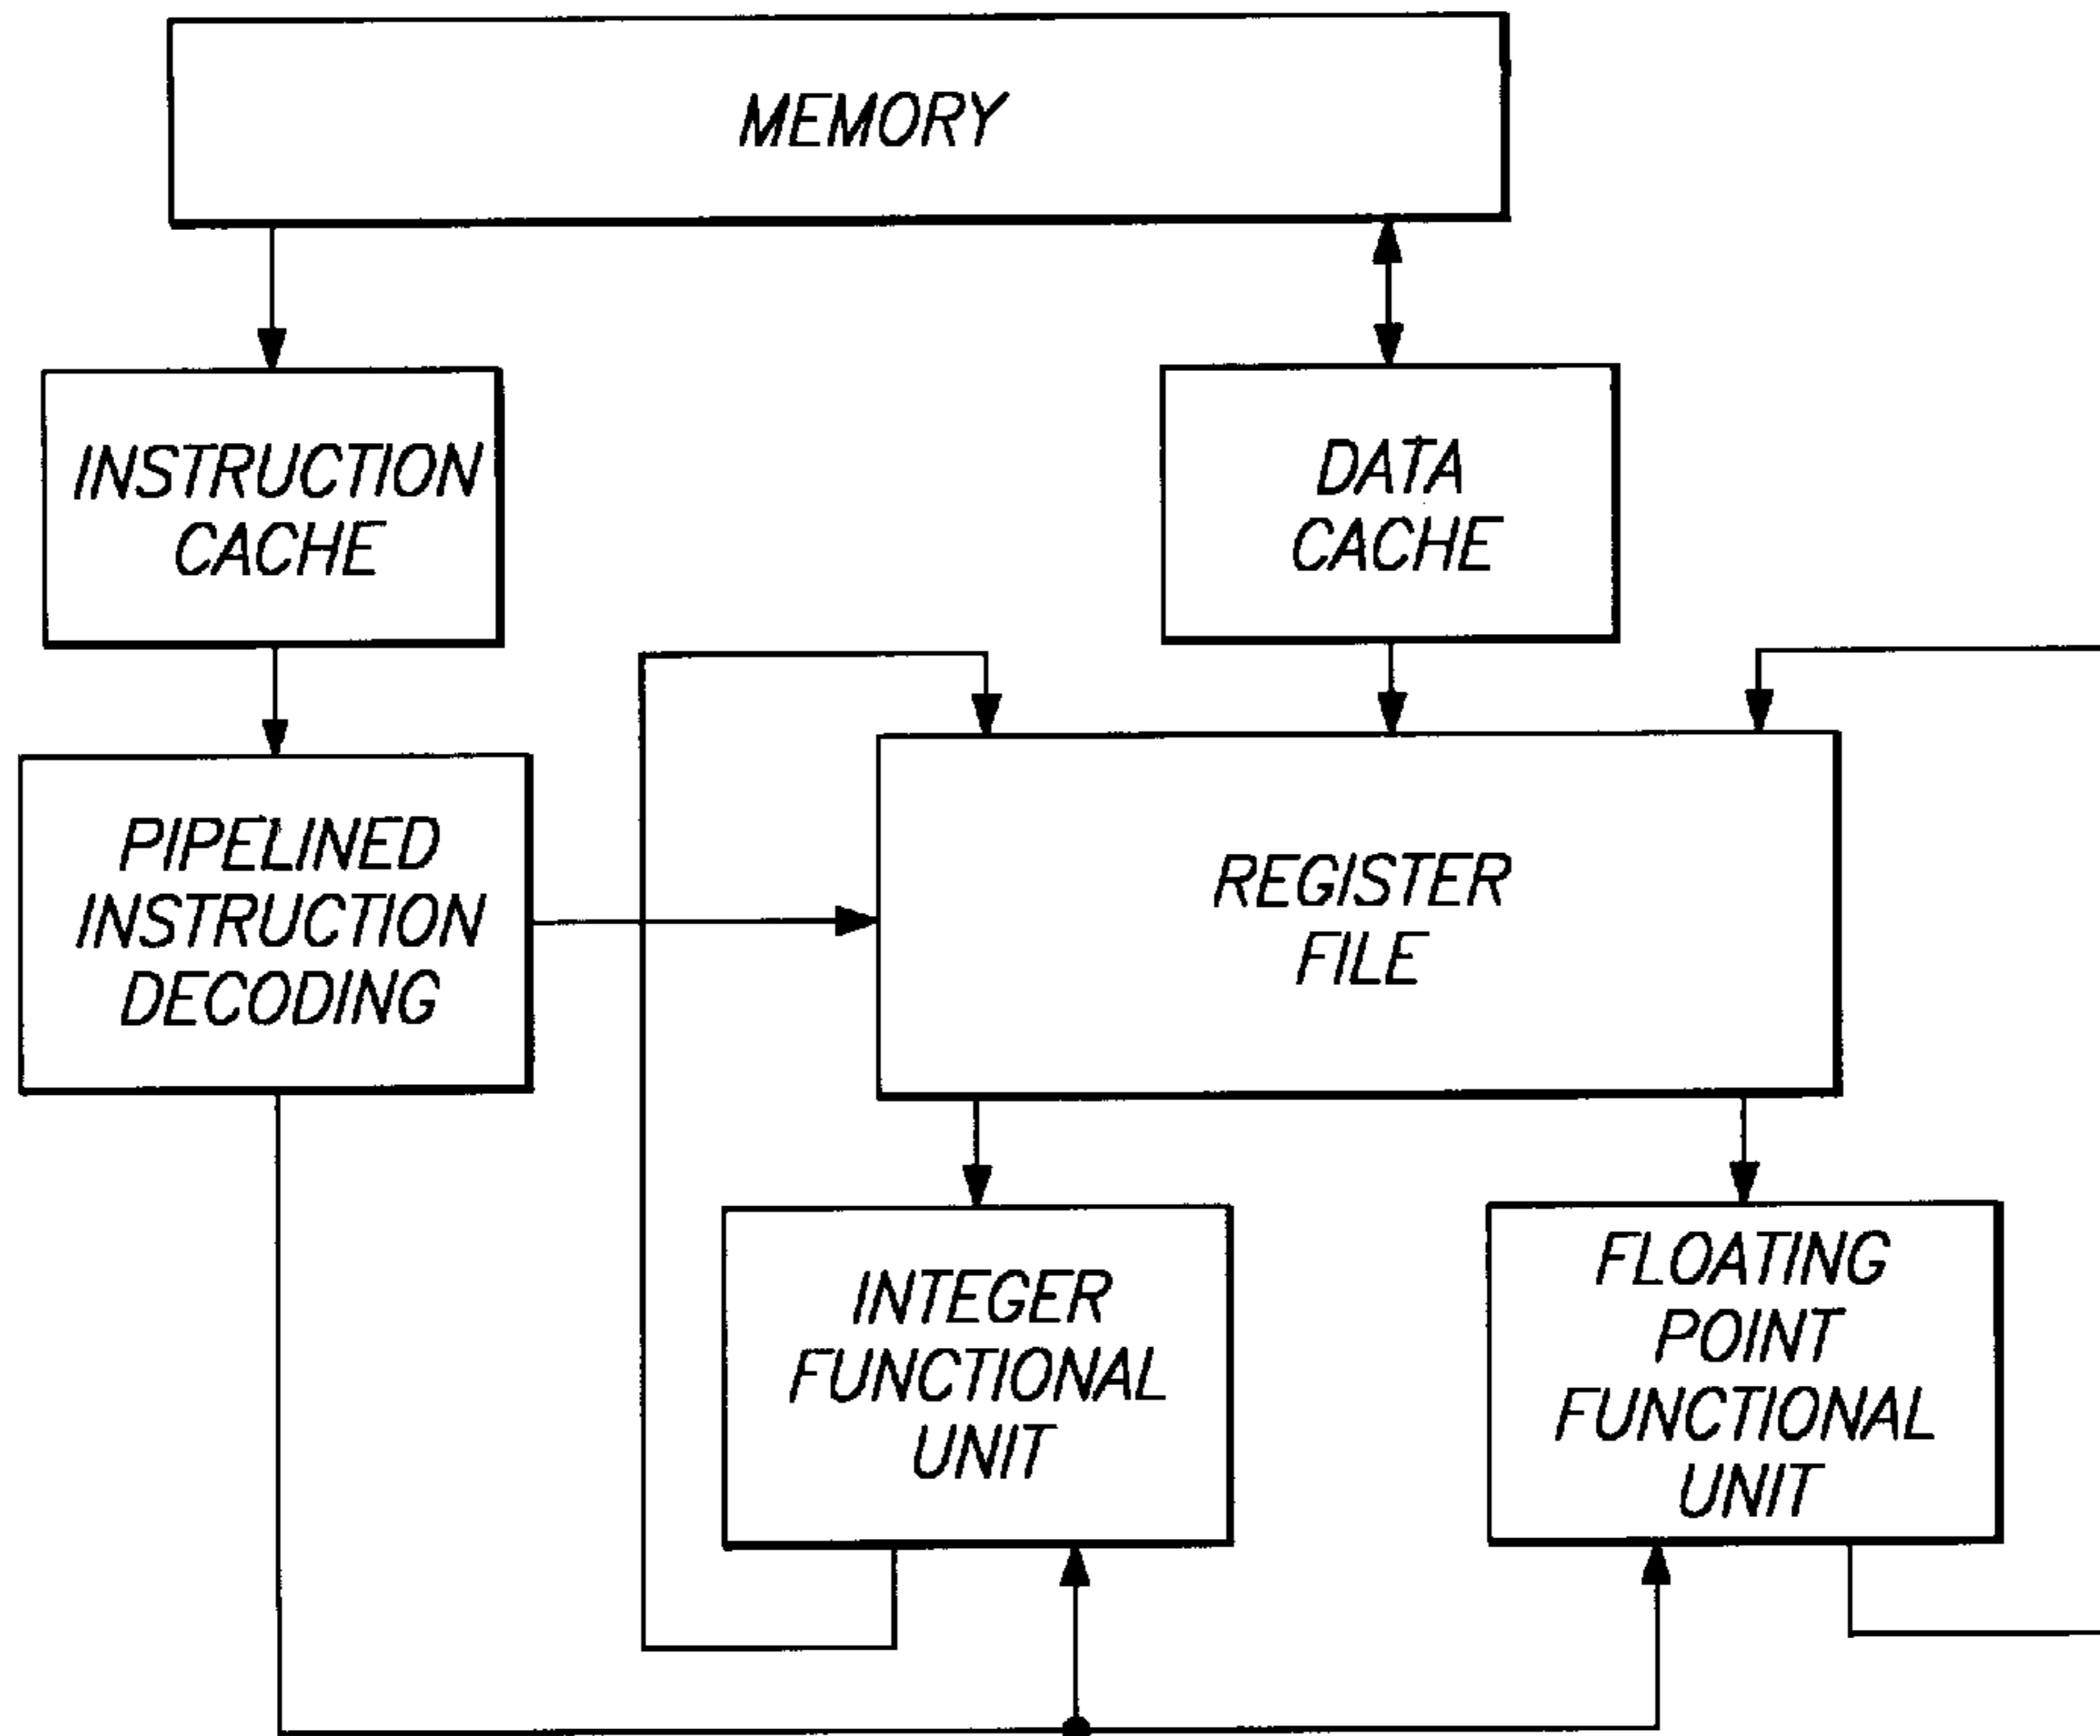 MEMORY
INSTRUCTION
CACHE
DATA
CACHE
PIPELINED
INSTRUCTION
DECODING
REGISTER
FILE
INTEGER
FUNCTIONAL
UNIT
FLOATING
POINT
FUNCTIONAL
UNIT